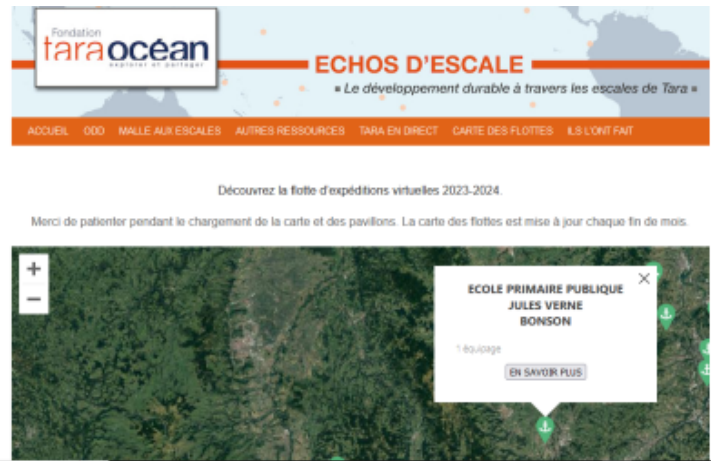 Fondation
tara océan
explorer et partager
ECHOS D'ESCALE
Le développement durable à travers les escales de Tara
ACCUEIL ODD MALLE AUX ESCALES AUTRES RESSOURCES TARA EN DIRECT CARTE DES FLOTTES ILS L'ONT FAIT
Découvrez la flotte d'expéditions virtuelles 2023-2024.
Merci de patienter pendant le chargement de la carte et des pavillons. La carte des flottes est mise à jour chaque fin de mois.
+
−
ECOLE PRIMAIRE PUBLIQUE
JULES VERNE
BONSON
1 équipage
EN SAVOIR PLUS